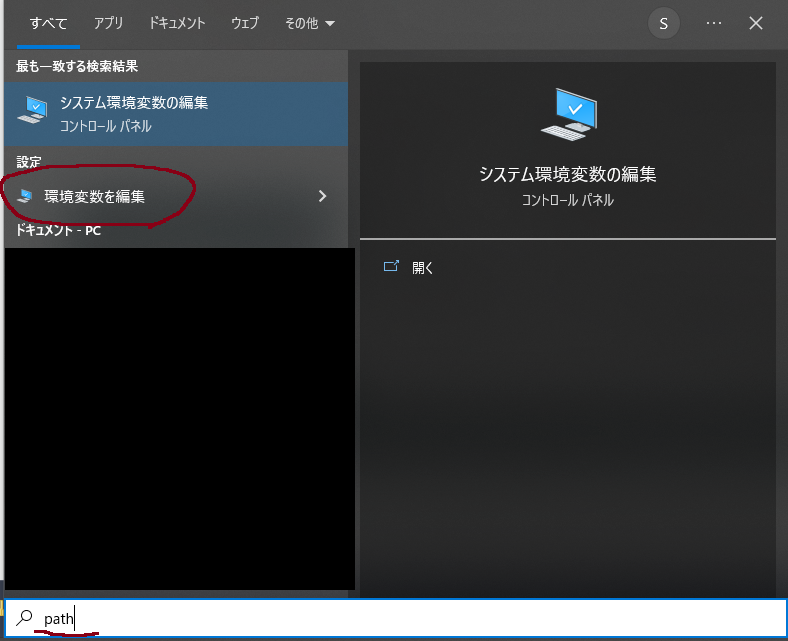 すべて アプリ ドキュメント ウェブ その他 S ...
最も一致する検索結果
システム環境変数の編集
コントロール パネル
設定
環境変数を編集
ドキュメント - PC
システム環境変数の編集
コントロール パネル
開く
path